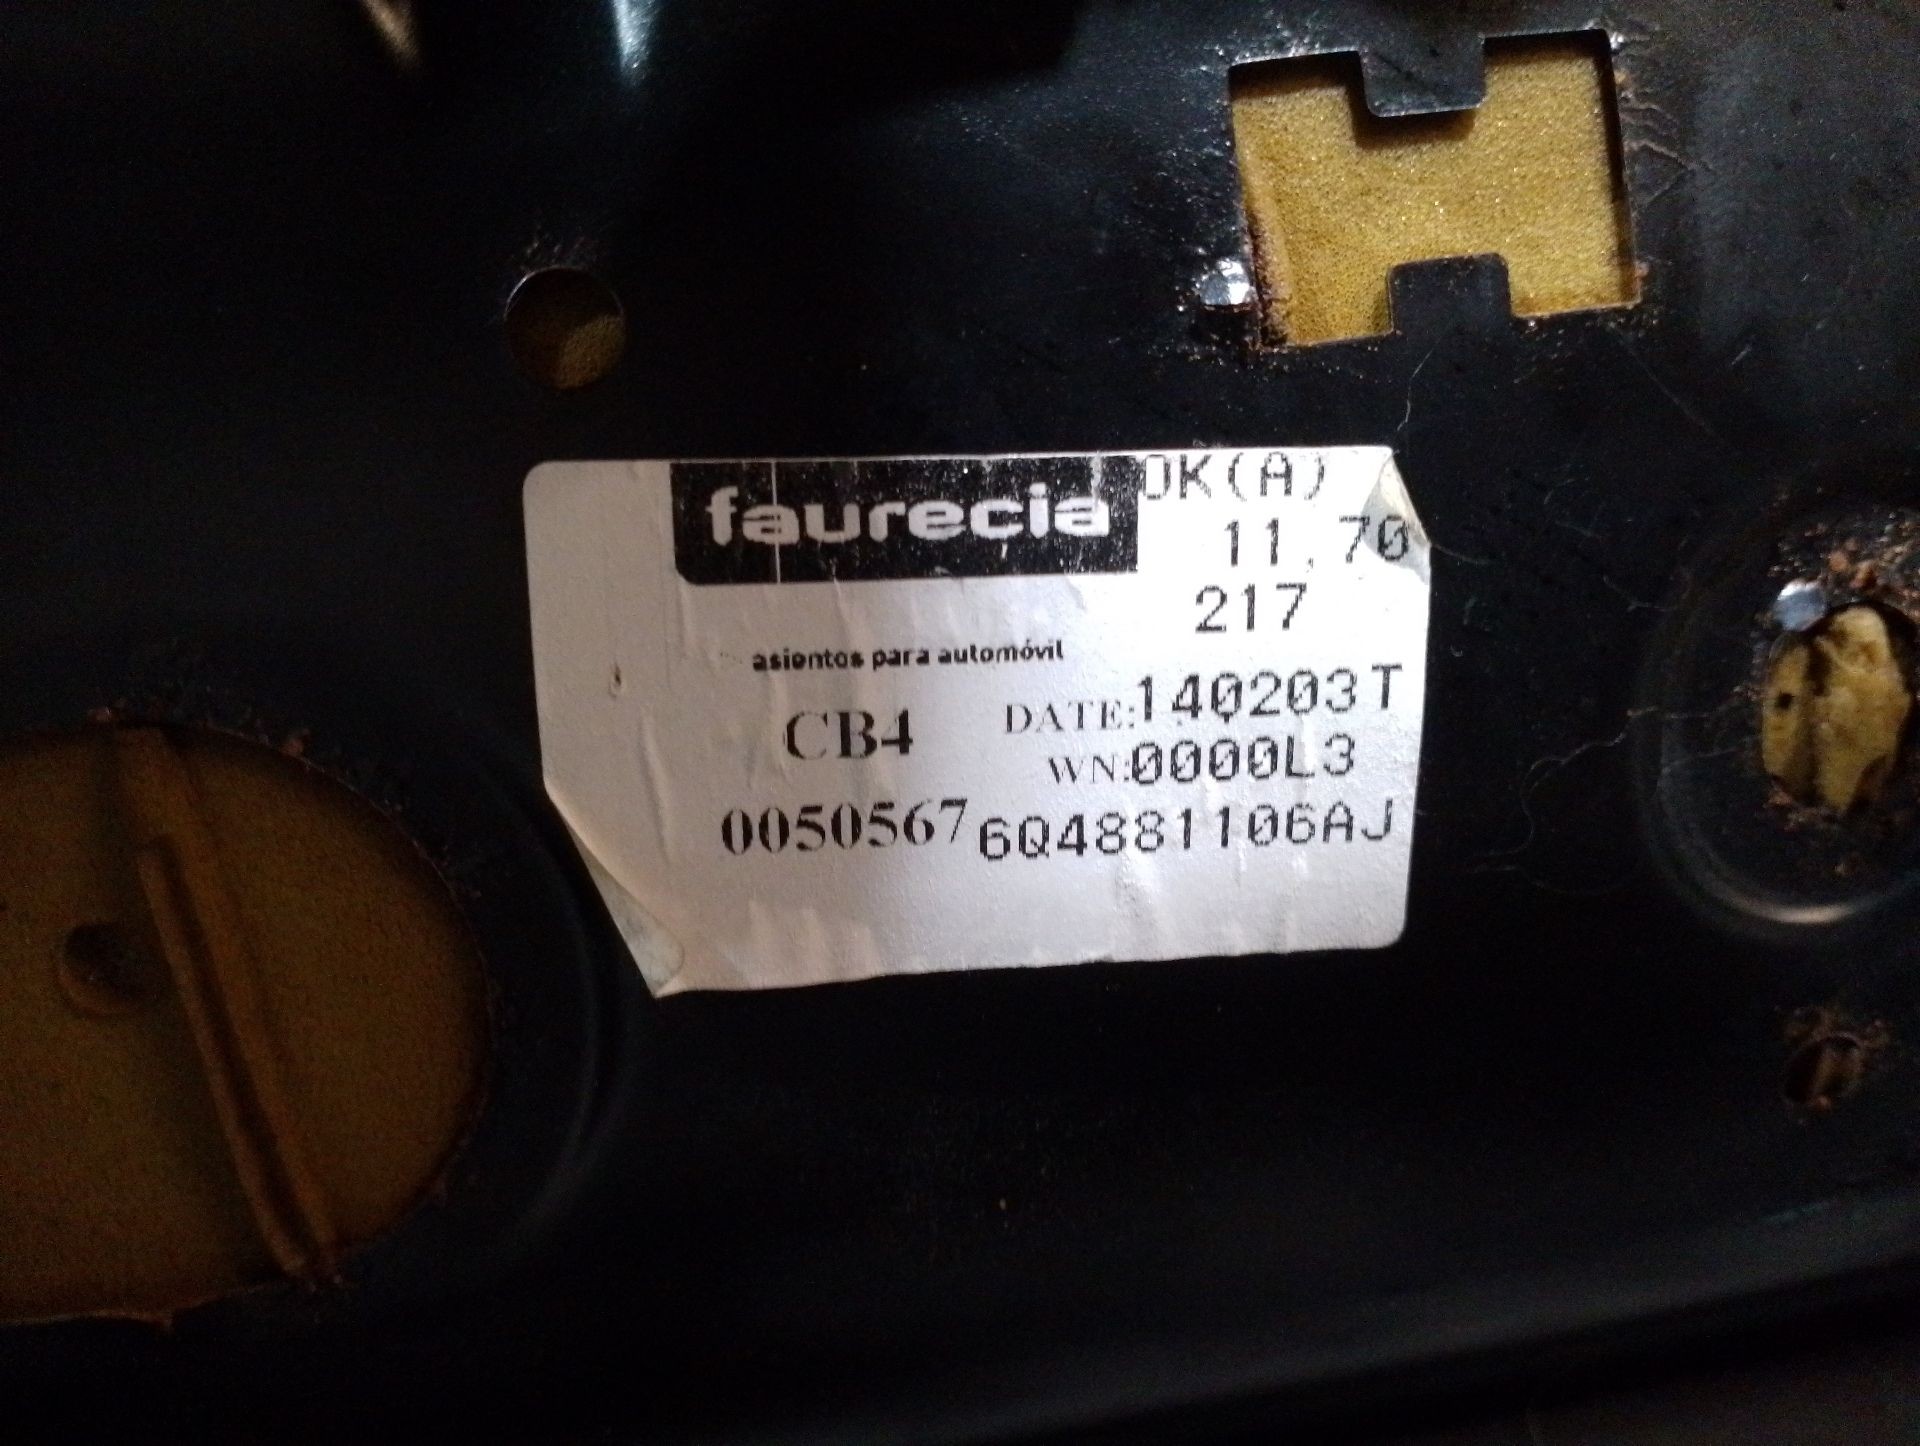 faurecia
OK(A)
11,70
217
asientos para automóvil
CB4
DATE:140203T
WN:0000L3
0050567
6Q4881106AJ